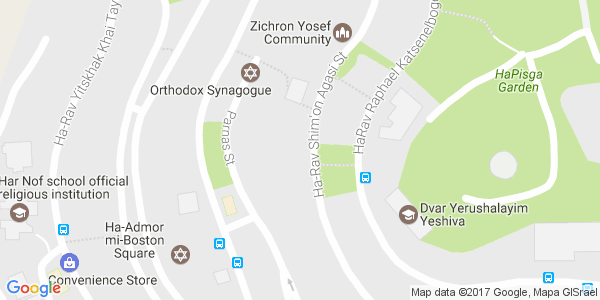 Zichron Yosef
Community
Orthodox Synagogue
Ha-Rav Yitskhak Khai Tay
Parnas St
Ha-Rav Shim'on Agasi St
HaRav Raphael Katsenelbog
HaPisga
Garden
Har Nof school official
religious institution
Ha-Admor
mi-Boston
Square
Convenience Store
Dvar Yerushalayim
Yeshiva
Google
Map data ©2017 Google, Mapa GISrael